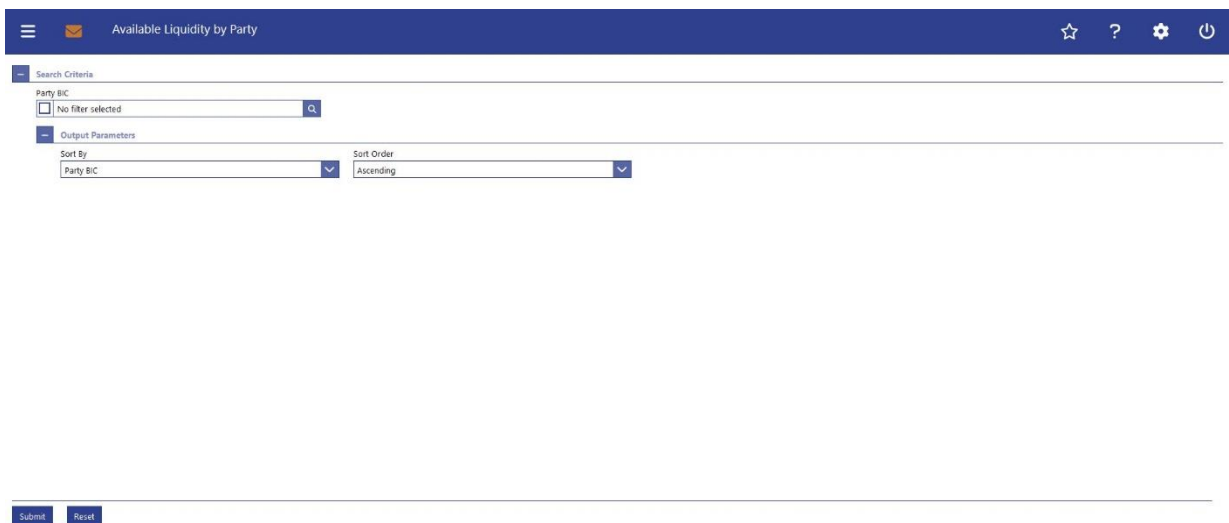 Available Liquidity by Party
?
Search Criteria
Party BIC
No filter selected
Output Parameters
Sort By Sort Order
Party BIC Ascending
Submit Reset